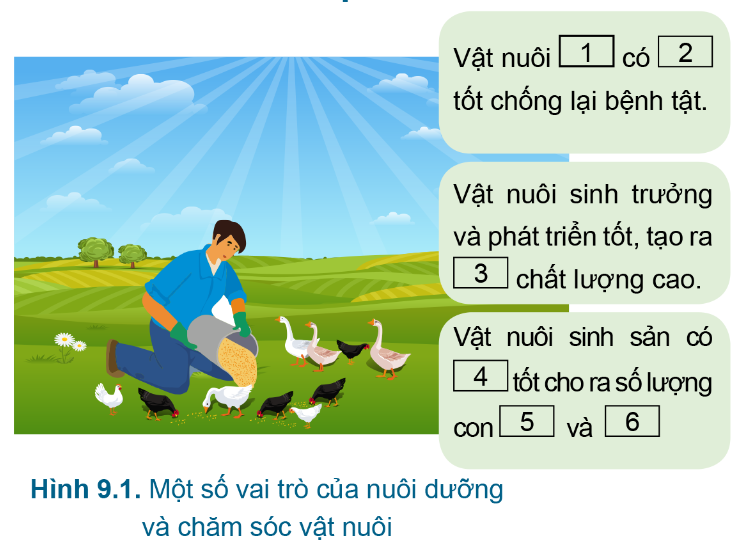 Vật nuôi 1 có 2
tốt chống lại bệnh tật.
Vật nuôi sinh trưởng
và phát triển tốt, tạo ra
3 chất lượng cao.
Vật nuôi sinh sản có
4 tốt cho ra số lượng
con 5 và 6
Hình 9.1. Một số vai trò của nuôi dưỡng
và chăm sóc vật nuôi